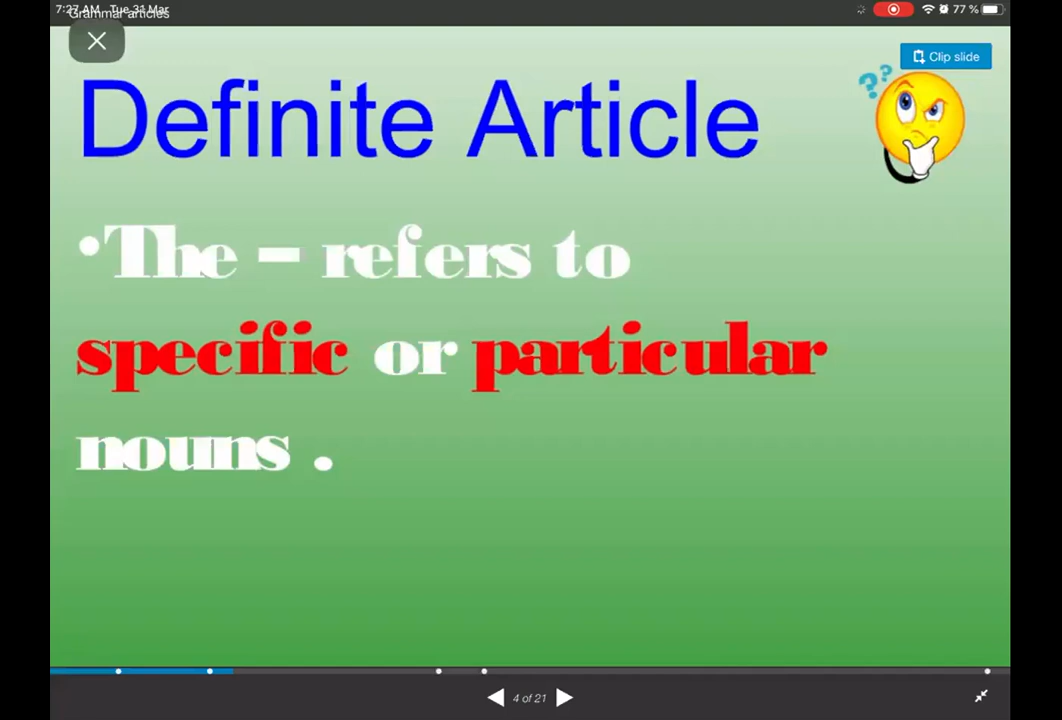 7:27 AM Tue 31 Mar
Grammar articles
77 %
Clip slide
??
Definite Article
•The – refers to
specific or particular
nouns .
4 of 21